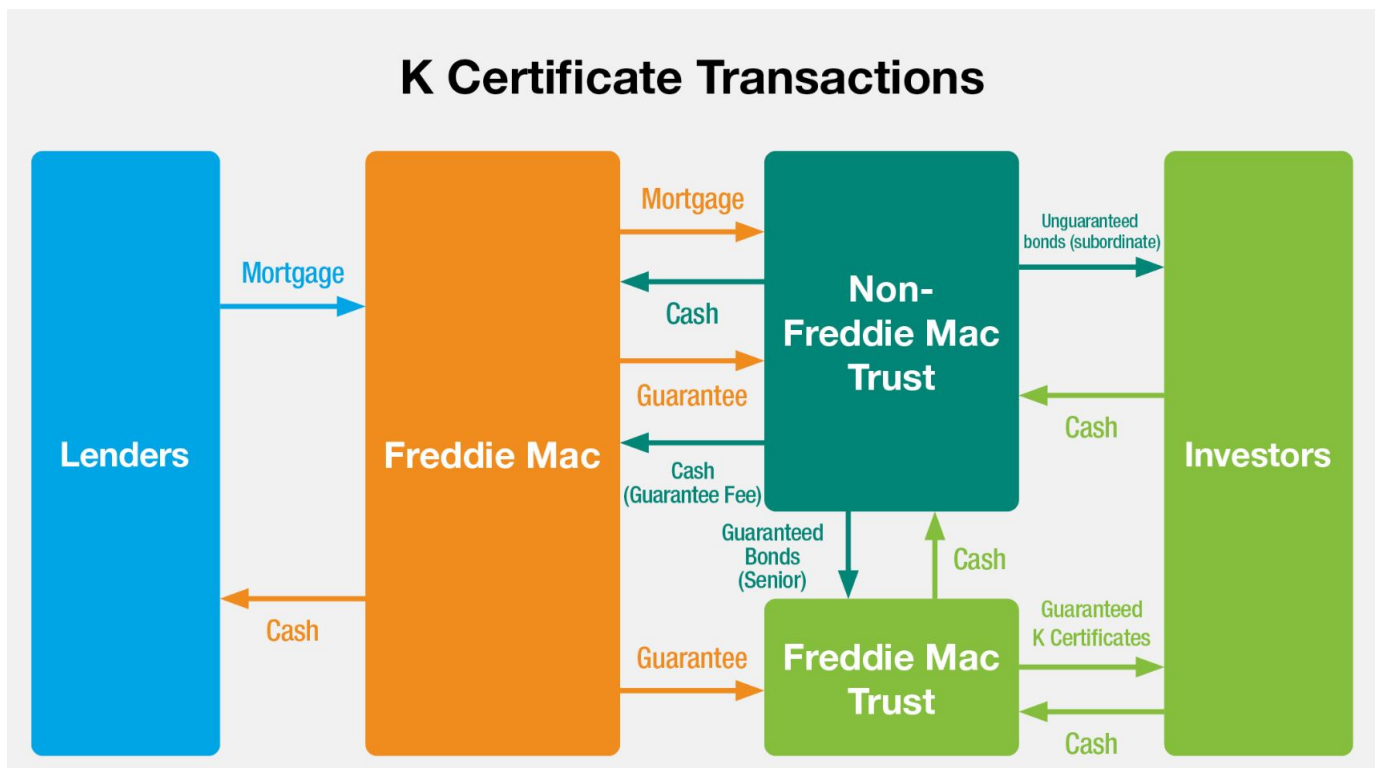 K Certificate Transactions
Lenders
Mortgage
Cash
Freddie Mac
Mortgage
Cash
Guarantee
Cash
(Guarantee Fee)
Guarantee
Non-
Freddie Mac
Trust
Guaranteed
Bonds
(Senior)
Cash
Freddie Mac
Trust
Unguaranteed
bonds (subordinate)
Cash
Guaranteed
K Certificates
Cash
Investors